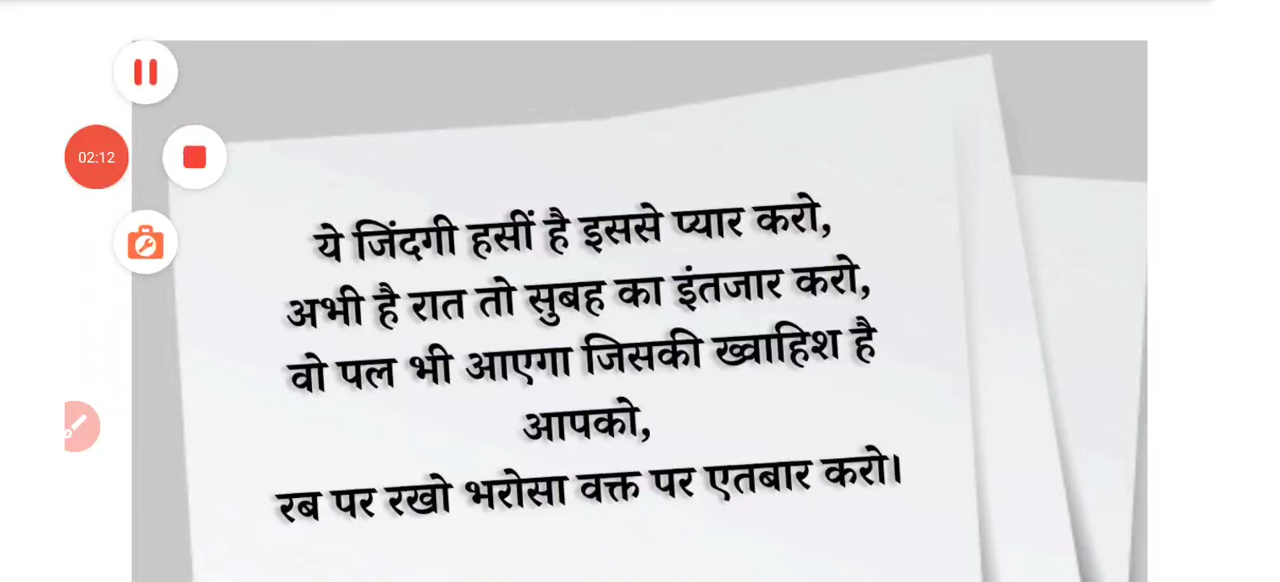 02:12
ये जिंदगी हसीं है इससे प्यार करो,
अभी है रात तो सुबह का इंतजार करो,
वो पल भी आएगा जिसकी ख्वाहिश है
आपको,
रब पर रखो भरोसा वक्त पर एतबार करो।